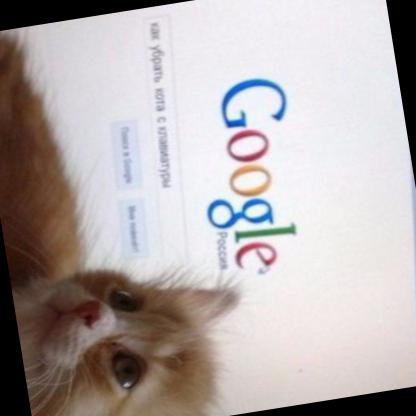 Google
Россия
как убрать кота с клавиатуры
Поиск в Google
Мне повезёт!